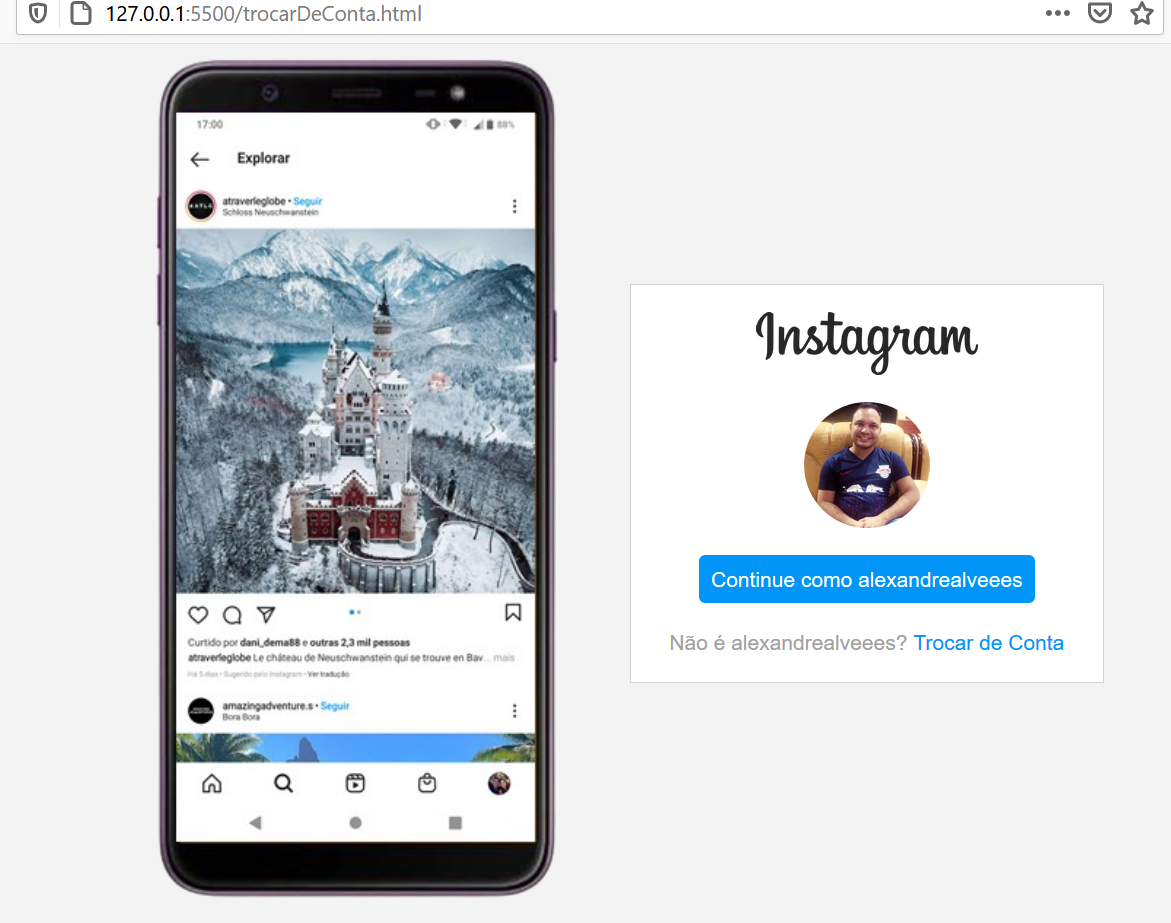 127.0.0.1:5500/trocarDeConta.html
17:00
88%
Explorar
atraverleglobe • Seguir
Schloss Neuschwanstein
Curtido por dani_dema88 e outras 2,3 mil pessoas
atraverleglobe Le château de Neuschwanstein qui se trouve en Bav... mais
Há 5 dias • Sugerido pelo Instagram • Ver tradução
amazingadventure.s • Seguir
Bora Bora
Instagram
Continue como alexandrealveees
Não é alexandrealveees? Trocar de Conta